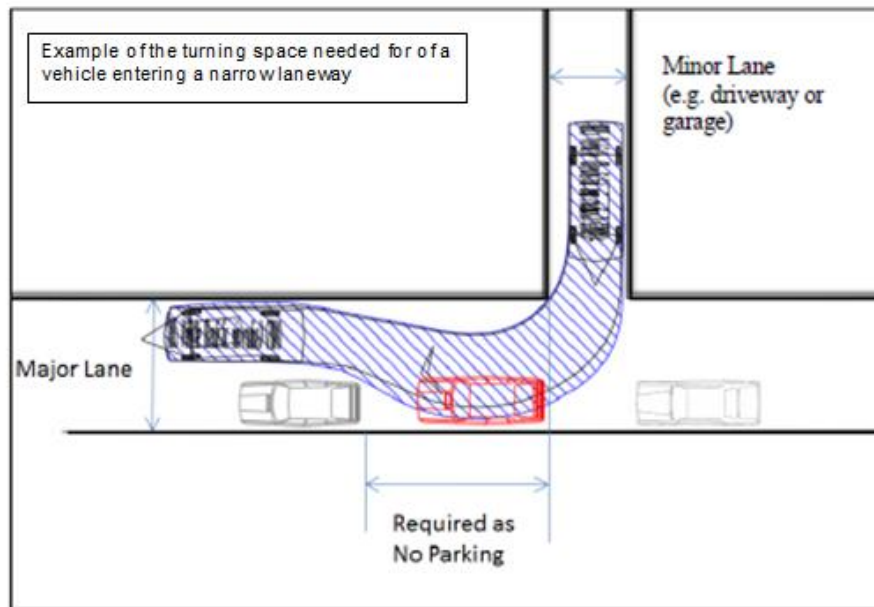 Example of the turning space needed for of a
vehicle entering a narrow laneway
Minor Lane
(e.g. driveway or
garage)
Major Lane
Required as
No Parking